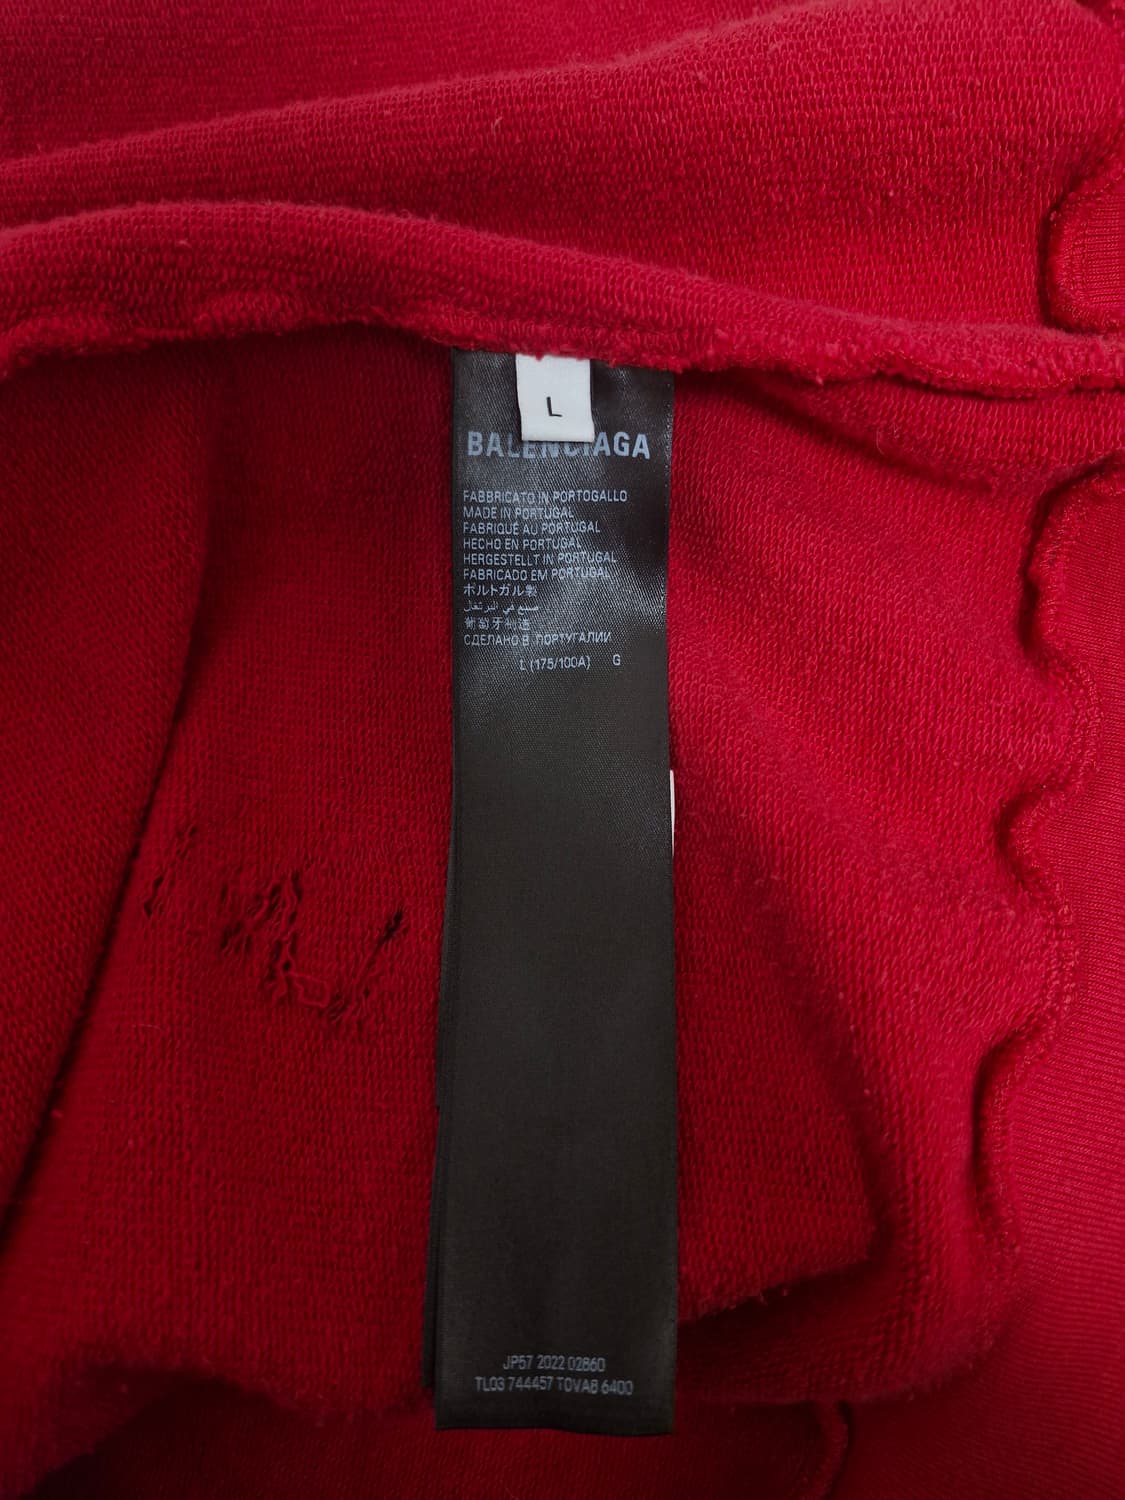 L
BALENCIAGA
FABBRICATO IN PORTOGALLO
MADE IN PORTUGAL
FABRIQUÉ AU PORTUGAL
HECHO EN PORTUGAL
HERGESTELLT IN PORTUGAL
FABRICADO EM PORTUGAL
ポルトガル製
صنع في البرتغال
葡萄牙制造
СДЕЛАНО В ПОРТУГАЛИИ
L (175/100A) G
JP57 2022 02860
TL03 744457 TOVA8 6400